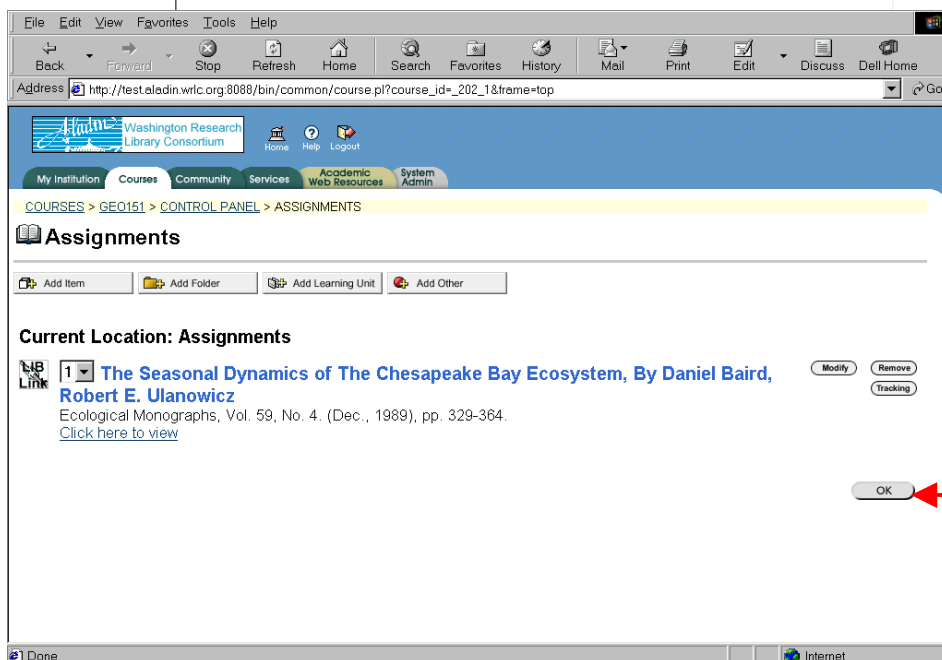 File Edit View Favorites Tools Help
Back Forward Stop Refresh Home Search Favorites History Mail Print Edit Discuss Dell Home
Address http://test.aladin.wrlc.org:8088/bin/common/course.pl?course_id=_202_1&frame=top Go
Aladin Washington Research
Library Consortium
Home Help Logout
My Institution Courses Community Services Academic Web Resources System Admin
COURSES > GEO151 > CONTROL PANEL > ASSIGNMENTS
Assignments
Add Item Add Folder Add Learning Unit Add Other
Current Location: Assignments
LIB Link 1 The Seasonal Dynamics of The Chesapeake Bay Ecosystem, By Daniel Baird, Modify Remove
Robert E. Ulanowicz Tracking
Ecological Monographs, Vol. 59, No. 4. (Dec., 1989), pp. 329-364.
Click here to view
OK
Done Internet